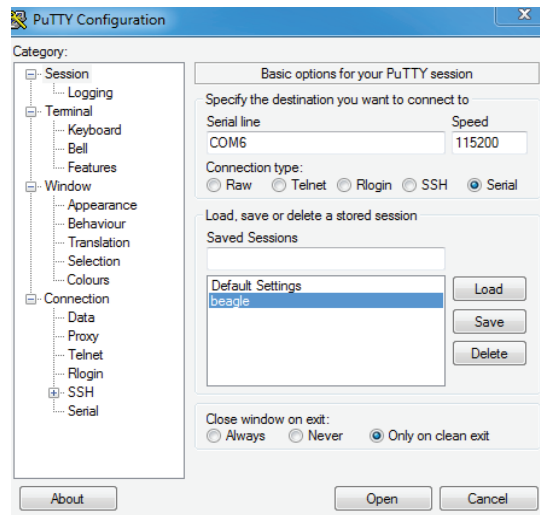 PuTTY Configuration
x
Category:
Session
Logging
Terminal
Keyboard
Bell
Features
Window
Appearance
Behaviour
Translation
Selection
Colours
Connection
Data
Proxy
Telnet
Rlogin
SSH
Serial
Basic options for your PuTTY session
Specify the destination you want to connect to
Serial line Speed
COM6 115200
Connection type:
Raw Telnet Rlogin SSH Serial
Load, save or delete a stored session
Saved Sessions
Default Settings
beagle
Load
Save
Delete
Close window on exit:
Always Never Only on clean exit
About Open Cancel